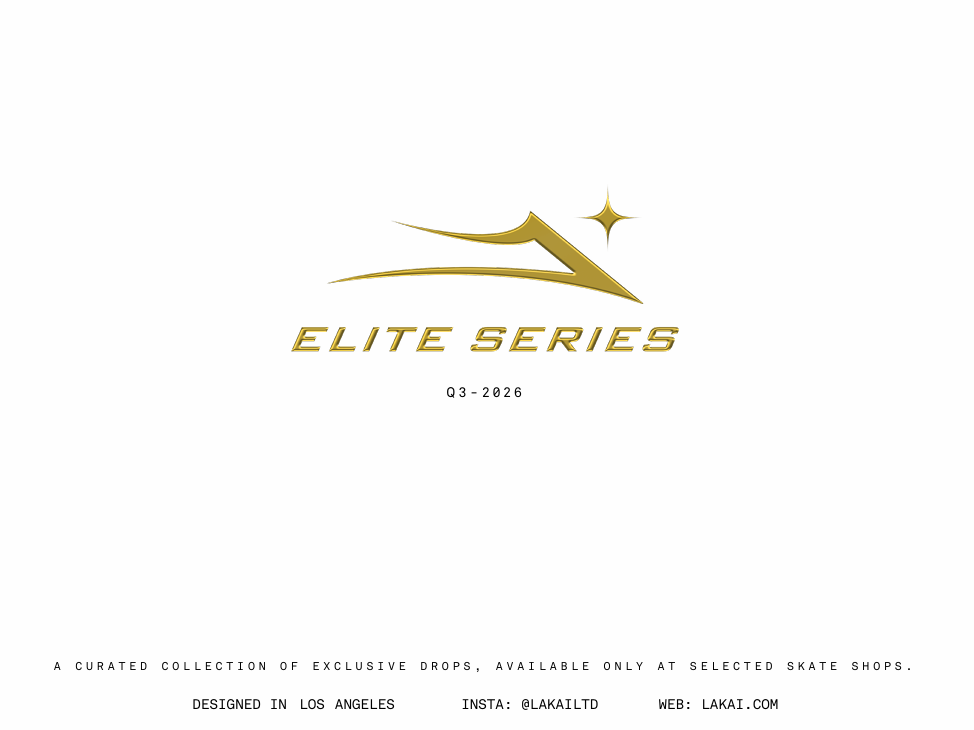 ELITE SERIES
Q3-2026
A CURATED COLLECTION OF EXCLUSIVE DROPS, AVAILABLE ONLY AT SELECTED SKATE SHOPS.
DESIGNED IN LOS ANGELES INSTA: @LAKAILTD WEB: LAKAI.COM